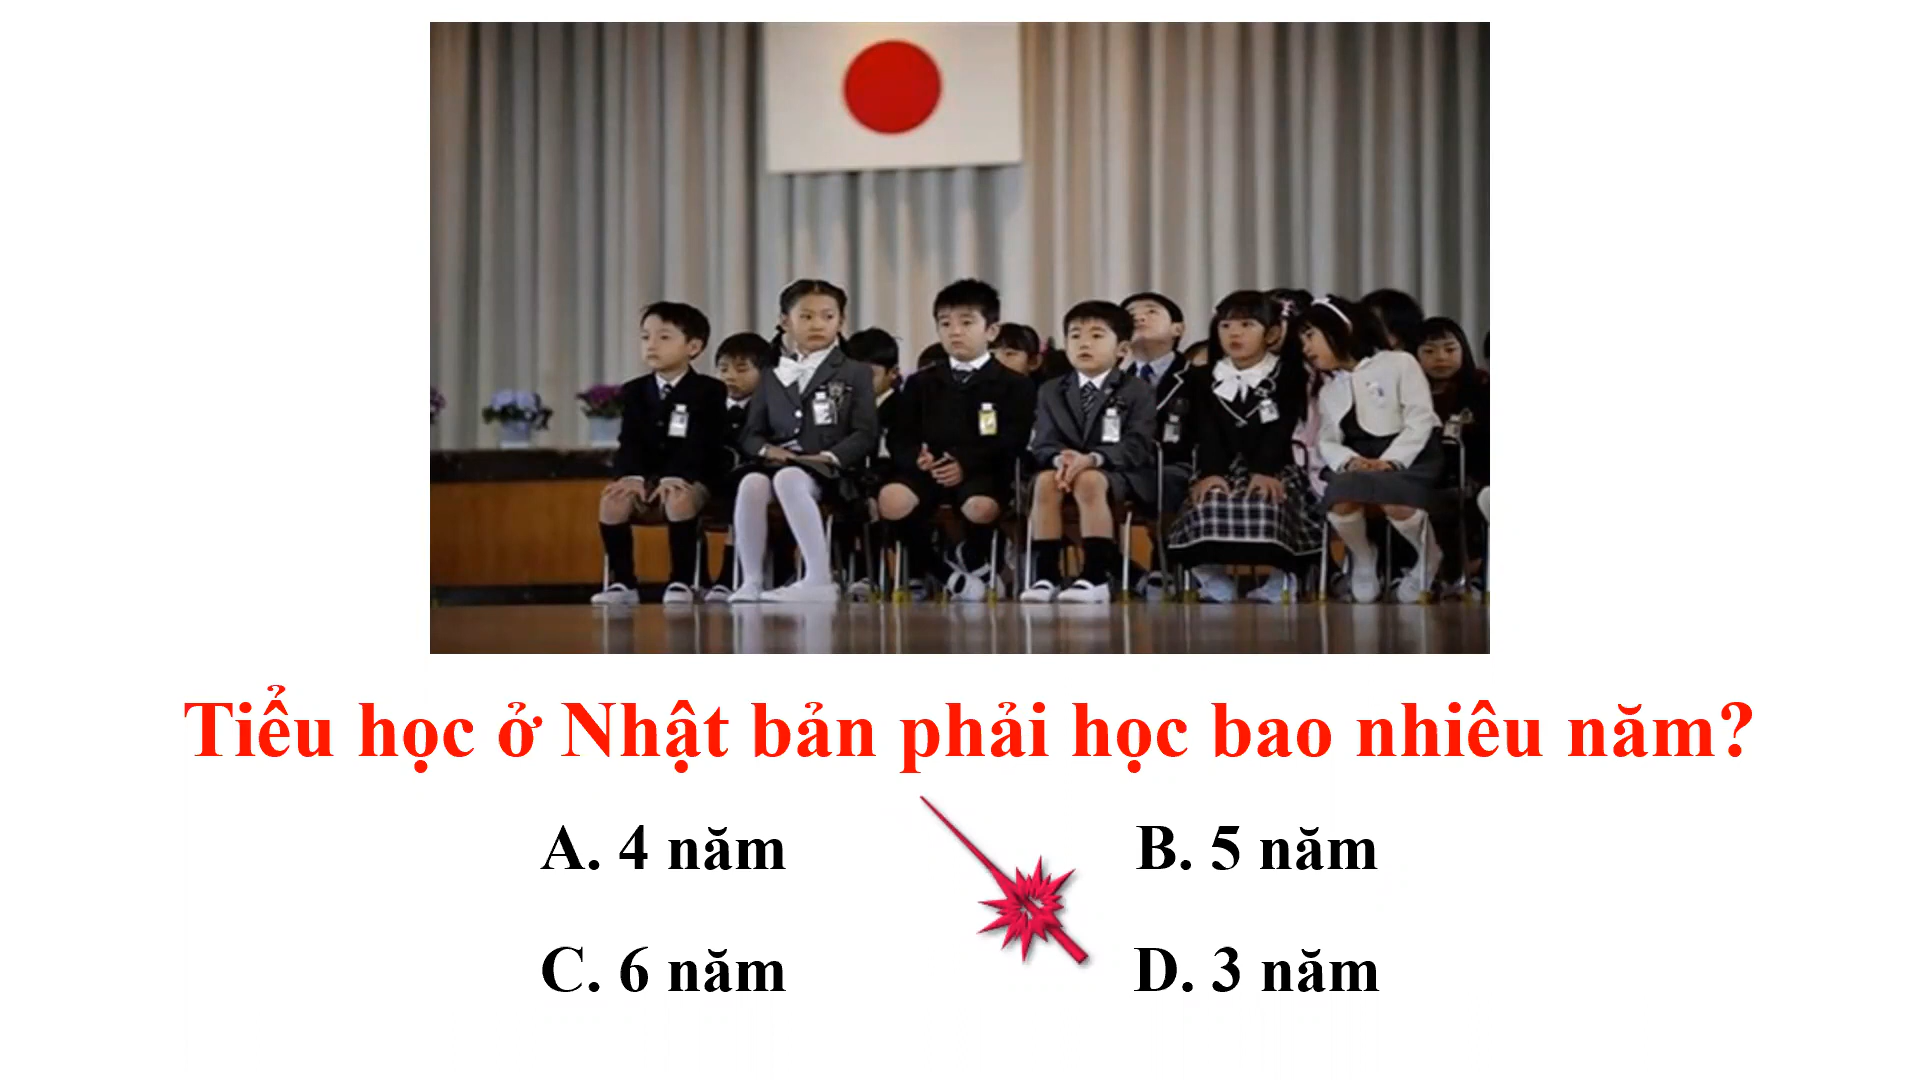 Tiểu học ở Nhật bản phải học bao nhiêu năm?
A. 4 năm
B. 5 năm
C. 6 năm
D. 3 năm